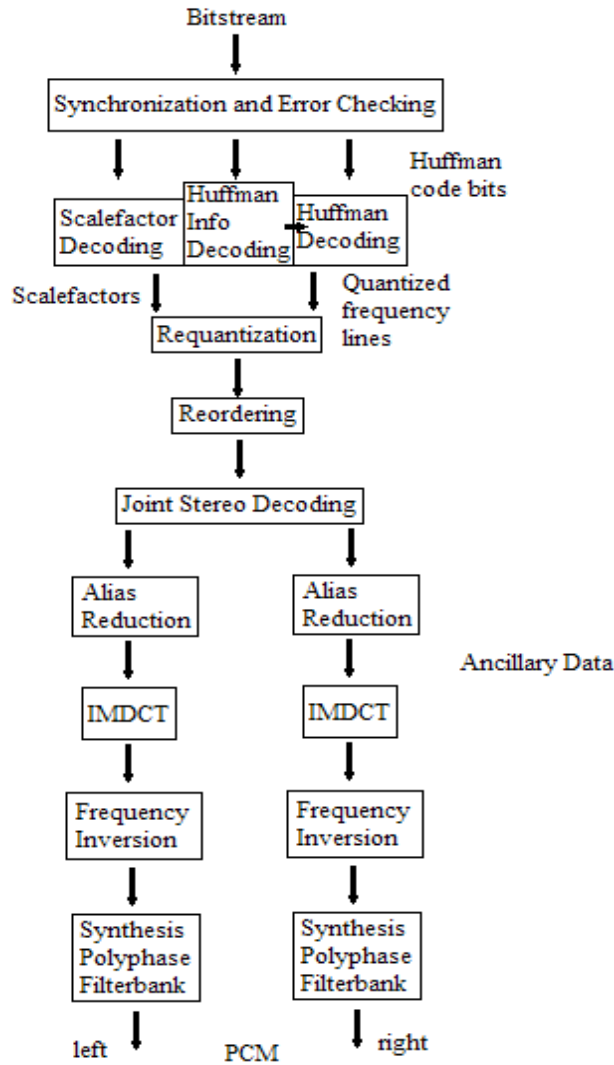 Bitstream
Synchronization and Error Checking
Huffman
code bits
Scalefactor
Decoding
Huffman
Info
Decoding
Huffman
Decoding
Scalefactors
Quantized
frequency
lines
Requantization
Reordering
Joint Stereo Decoding
Alias
Reduction
Alias
Reduction
Ancillary Data
IMDCT
IMDCT
Frequency
Inversion
Frequency
Inversion
Synthesis
Polyphase
Filterbank
Synthesis
Polyphase
Filterbank
left
PCM
right